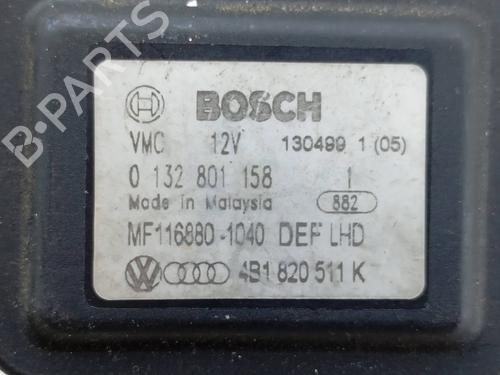 B-PARTS
BOSCH
VMC 12V 130499 1 (05)
0 132 801 158 1
Made in Malaysia 882
MF116880-1040 DEF LHD
4B1 820 511 K